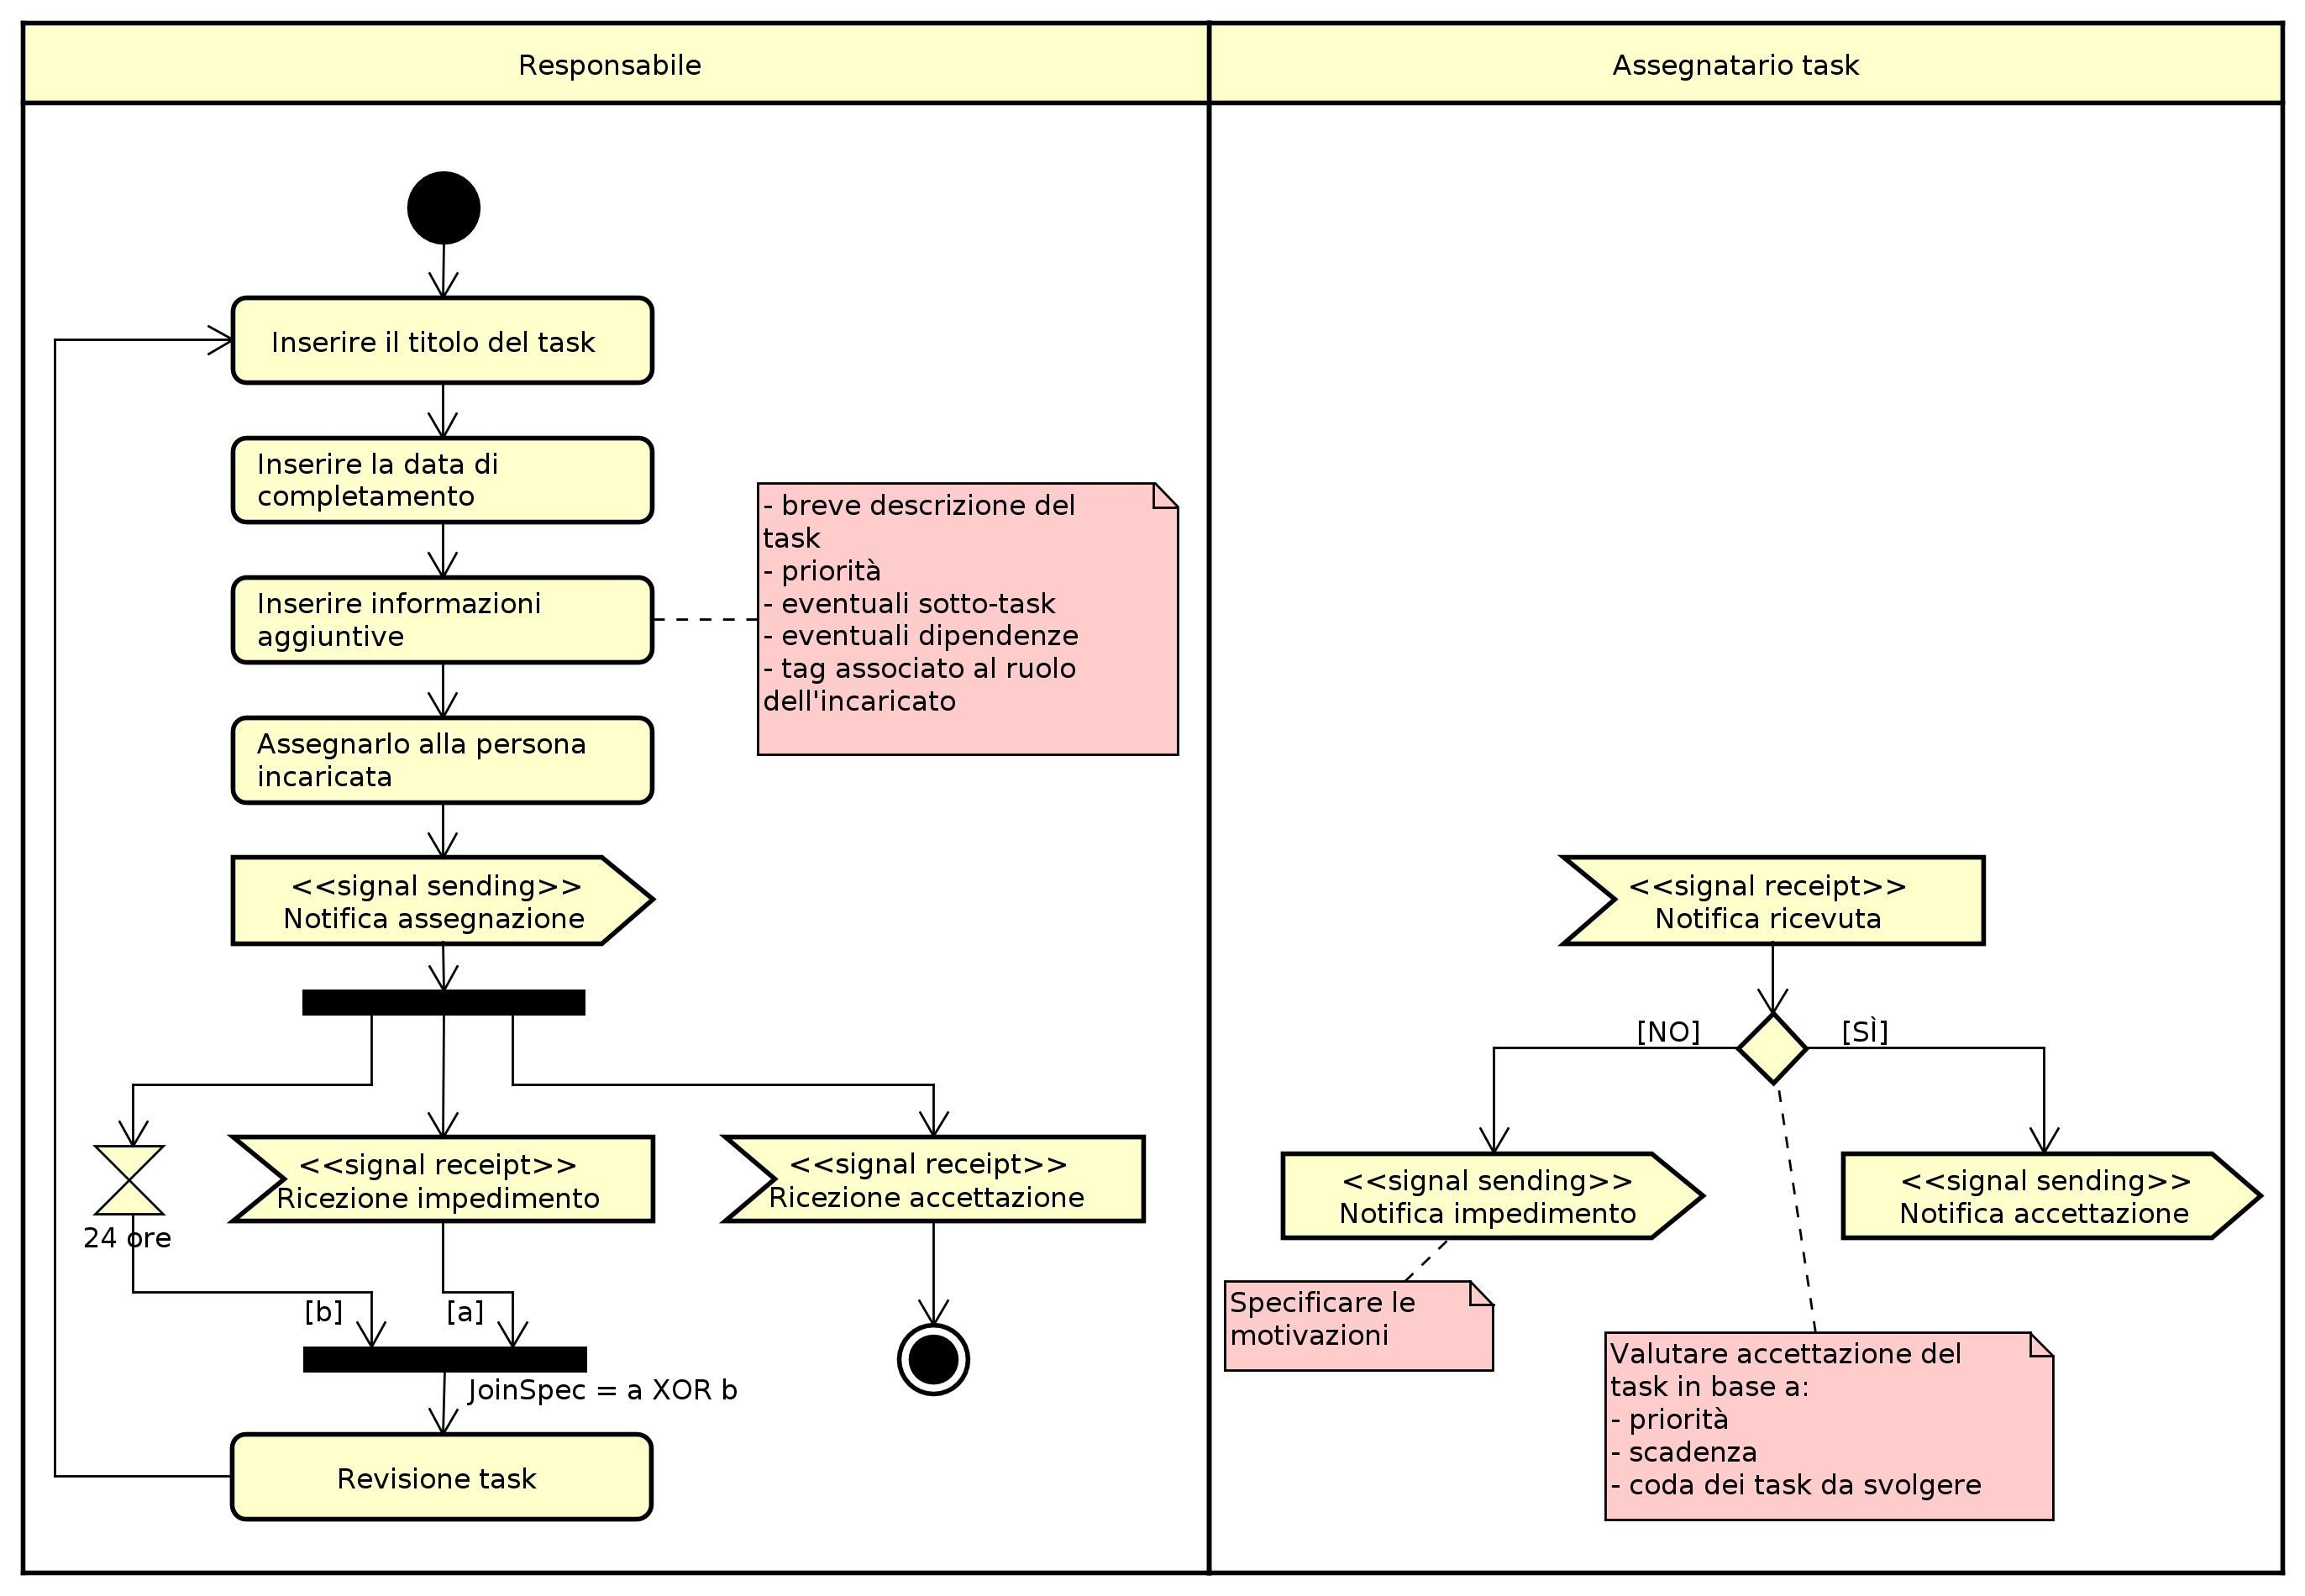 Responsabile
Assegnatario task
Inserire il titolo del task
Inserire la data di
completamento
Inserire informazioni
aggiuntive
- breve descrizione del
task
- priorità
- eventuali sotto-task
- eventuali dipendenze
- tag associato al ruolo
dell'incaricato
Assegnarlo alla persona
incaricata
<<signal sending>>
Notifica assegnazione
<<signal receipt>>
Ricezione impedimento
<<signal receipt>>
Ricezione accettazione
24 ore
[b]
[a]
JoinSpec = a XOR b
Revisione task
<<signal receipt>>
Notifica ricevuta
[NO]
[SÌ]
<<signal sending>>
Notifica impedimento
<<signal sending>>
Notifica accettazione
Specificare le
motivazioni
Valutare accettazione del
task in base a:
- priorità
- scadenza
- coda dei task da svolgere